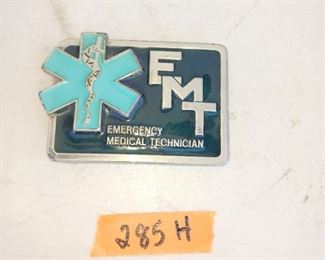 EMT
EMERGENCY
MEDICAL TECHNICIAN
285 H